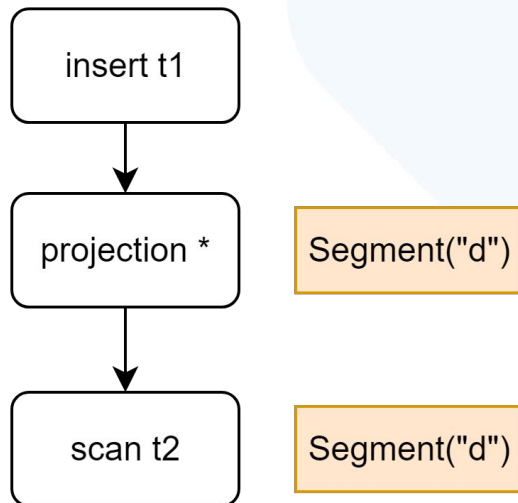 insert t1
projection *
Segment("d")
scan t2
Segment("d")